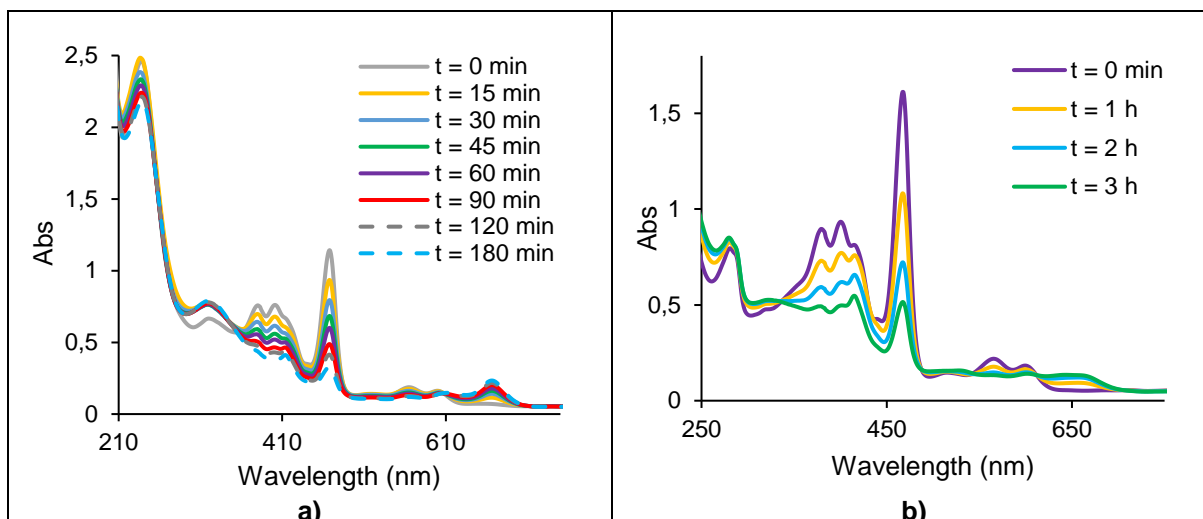 2,5
2
1,5
1
0,5
0
Abs
210
410
610
Wavelength (nm)
t = 0 min
t = 15 min
t = 30 min
t = 45 min
t = 60 min
t = 90 min
t = 120 min
t = 180 min
a)
1,5
1
0,5
0
Abs
250
450
650
Wavelength (nm)
t = 0 min
t = 1 h
t = 2 h
t = 3 h
b)